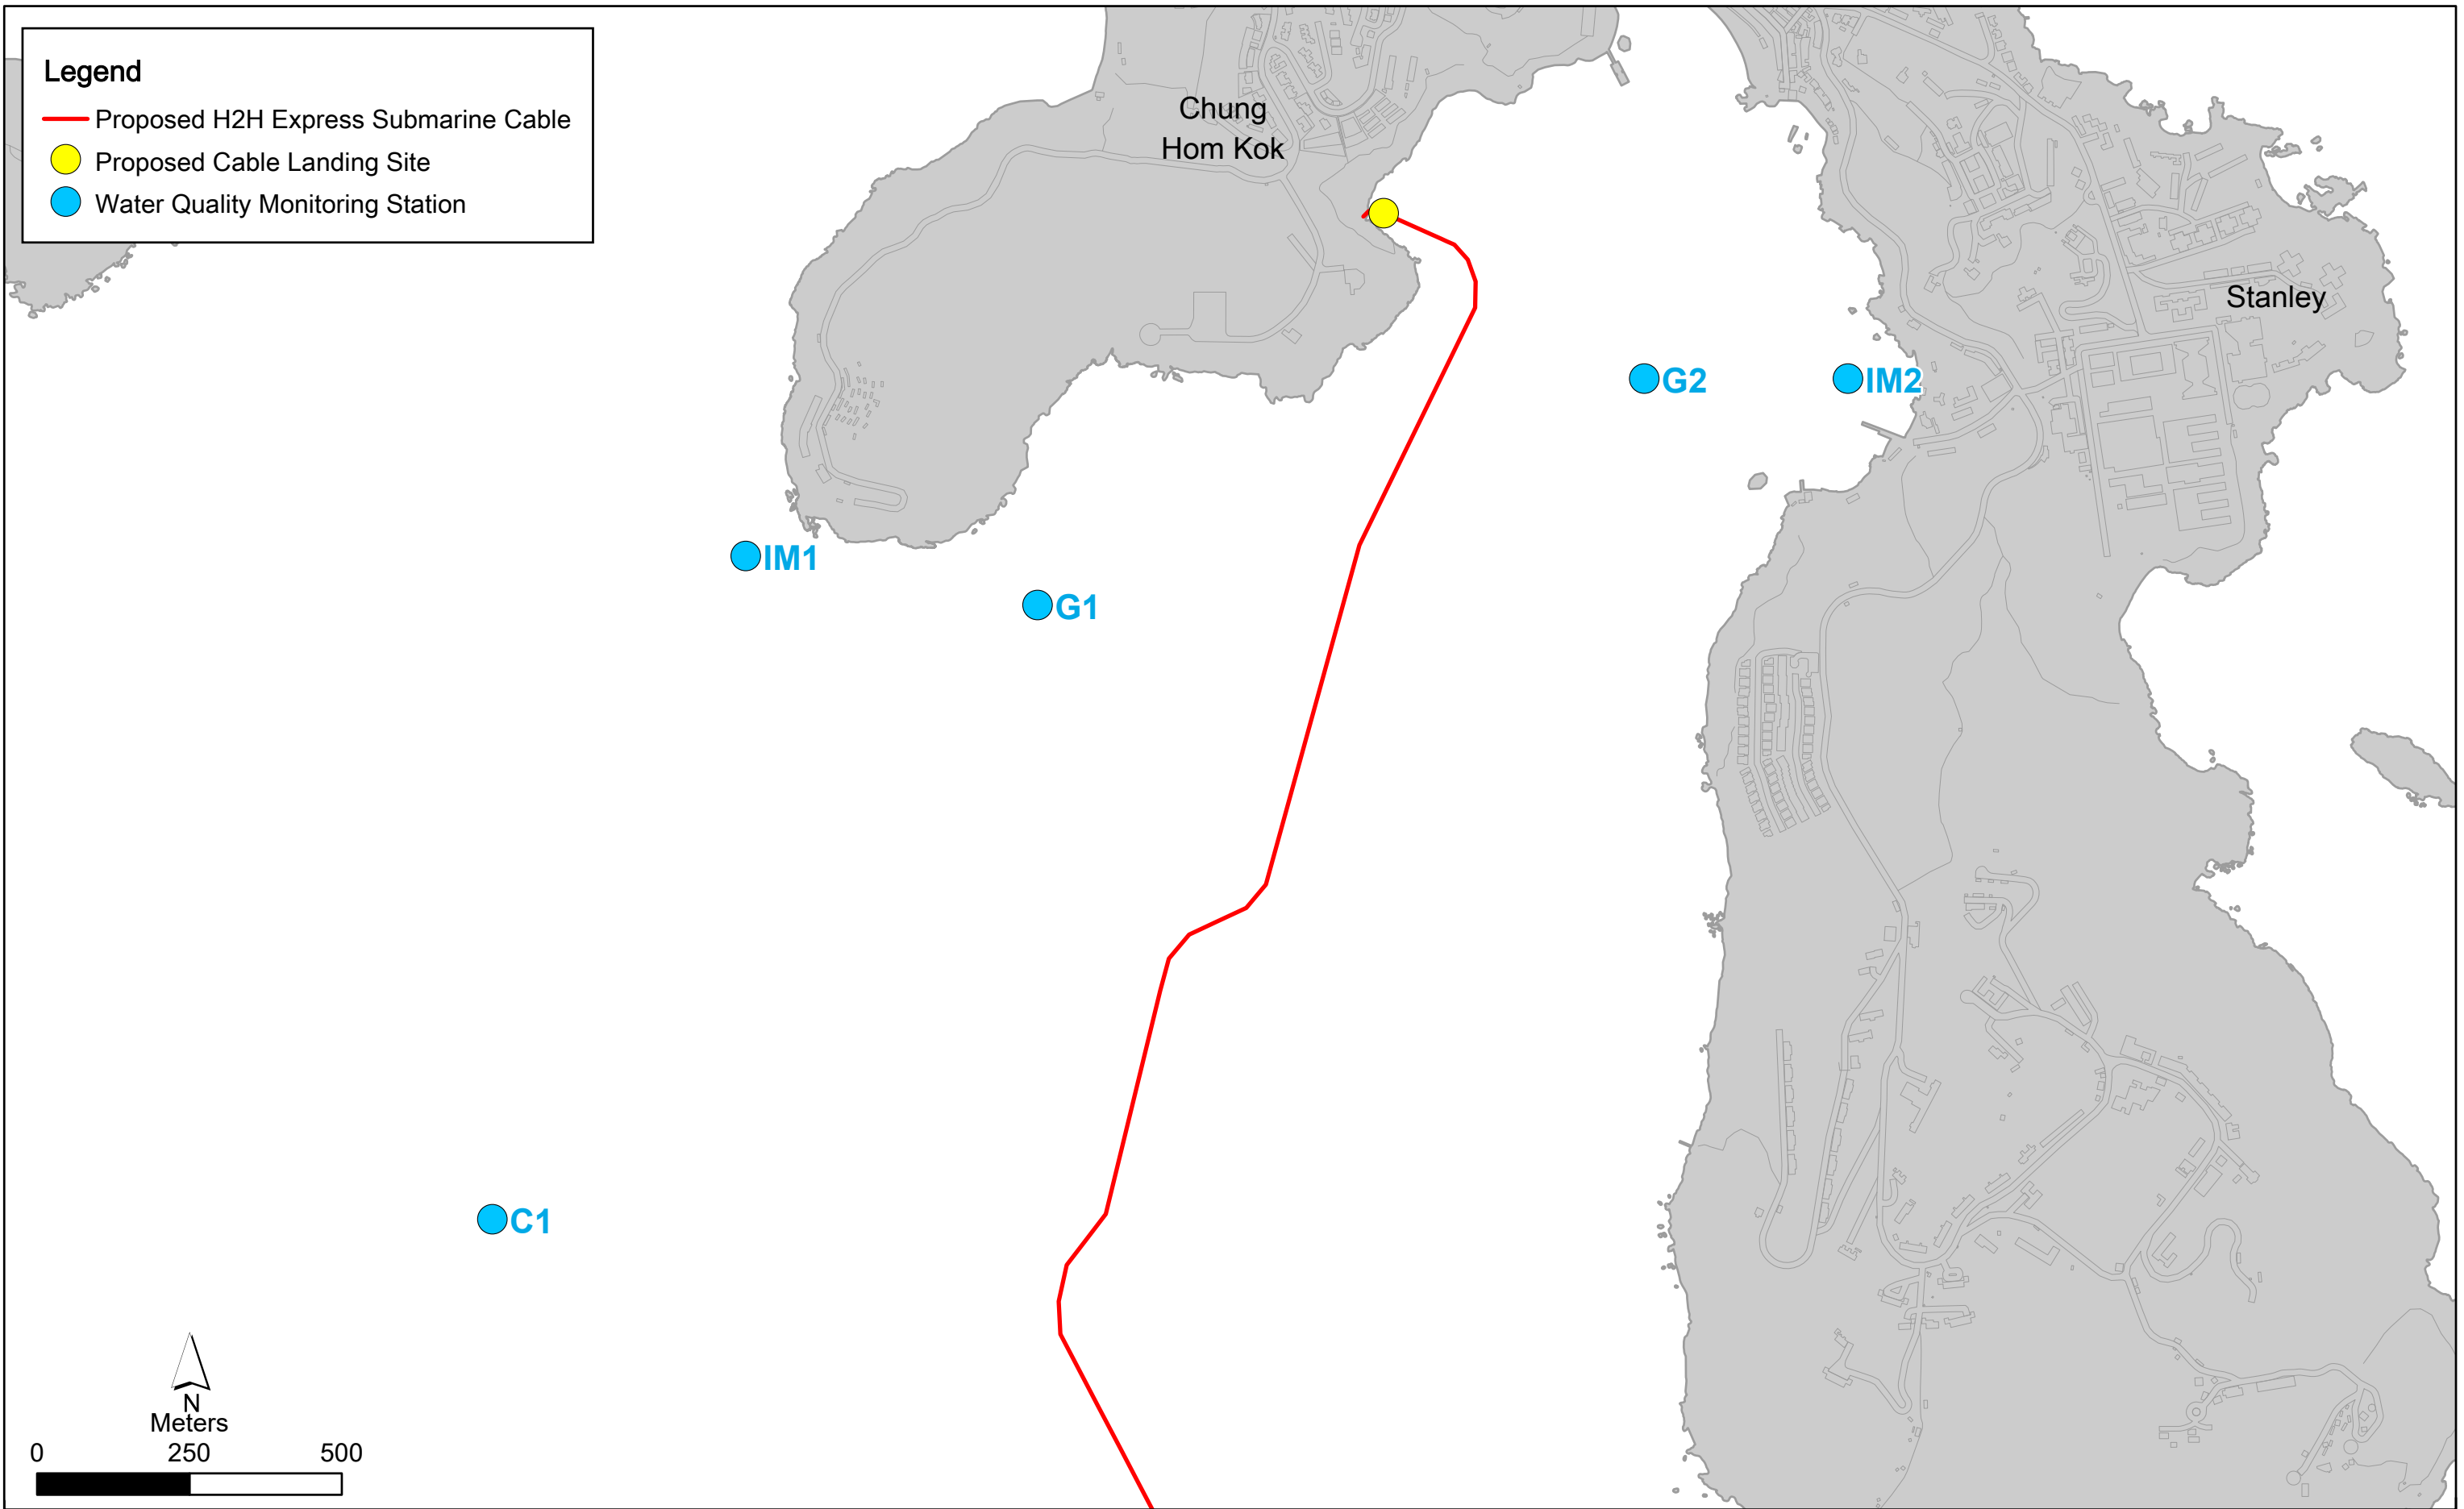 Legend
Proposed H2H Express Submarine Cable
Proposed Cable Landing Site
Water Quality Monitoring Station
Chung
Hom Kok
Stanley
G2
IM2
IM1
G1
C1
N
Meters
0 250 500